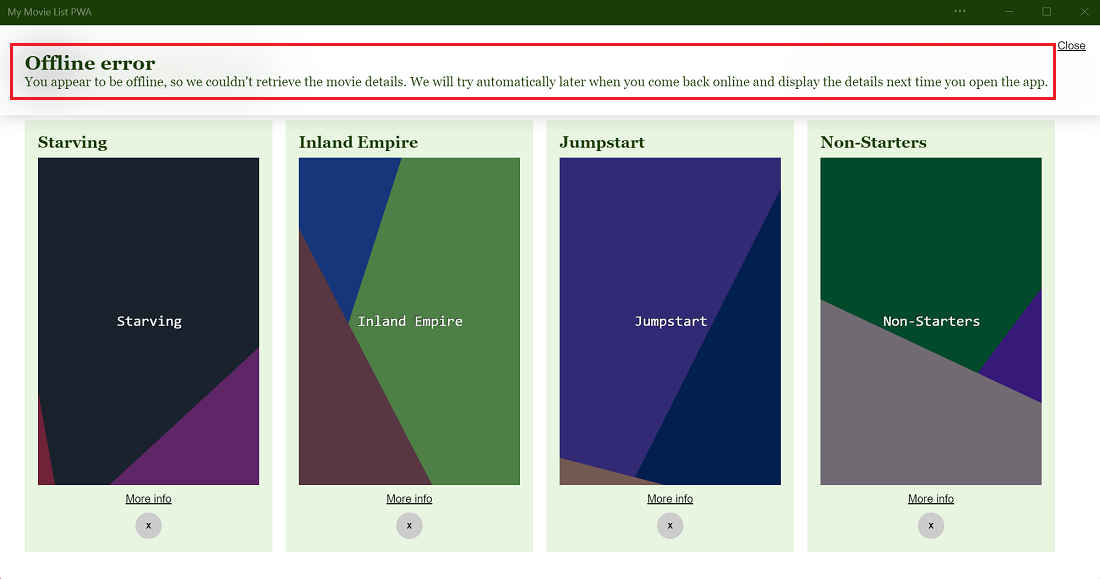 My Movie List PWA
Close
Offline error
You appear to be offline, so we couldn't retrieve the movie details. We will try automatically later when you come back online and display the details next time you open the app.
Starving
Inland Empire
Jumpstart
Non-Starters
Starving
Inland Empire
Jumpstart
Non-Starters
More info
More info
More info
More info
x
x
x
x